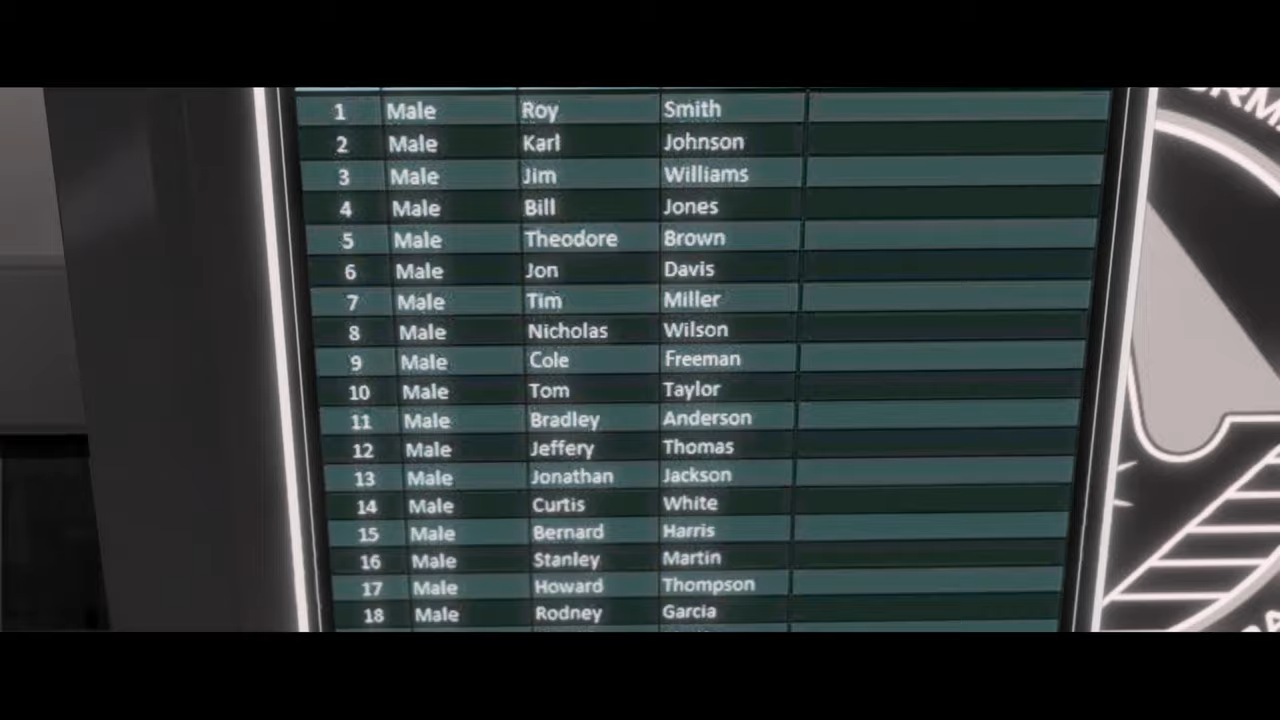 1 Male Roy Smith
2 Male Karl Johnson
3 Male Jim Williams
4 Male Bill Jones
5 Male Theodore Brown
6 Male Jon Davis
7 Male Tim Miller
8 Male Nicholas Wilson
9 Male Cole Freeman
10 Male Tom Taylor
11 Male Bradley Anderson
12 Male Jeffery Thomas
13 Male Jonathan Jackson
14 Male Curtis White
15 Male Bernard Harris
16 Male Stanley Martin
17 Male Howard Thompson
18 Male Rodney Garcia